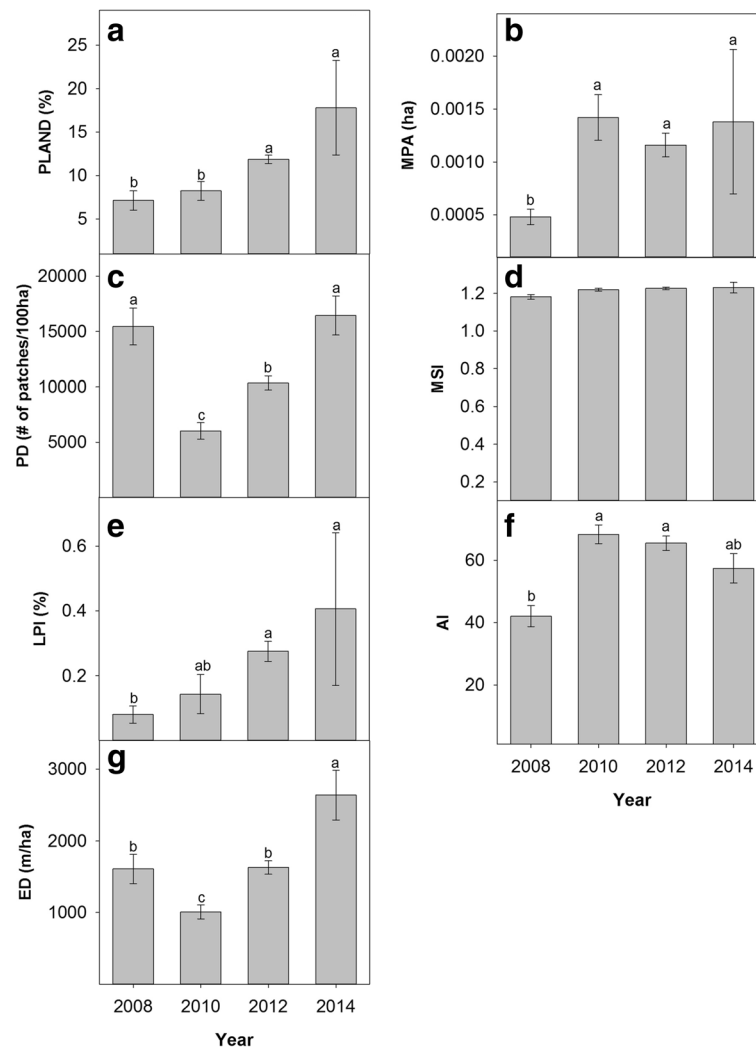 a
PLAND (%)
25
20
15
10
5
b
b
a
a
b
MPA (ha)
0.0020
0.0015
0.0010
0.0005
b
a
a
a
c
PD (# of patches/100ha)
20000
15000
10000
5000
a
c
b
a
d
MSI
1.2
1.0
0.8
0.6
0.4
0.2
e
LPI (%)
0.6
0.4
0.2
b
ab
a
a
f
AI
60
40
20
b
a
a
ab
2008 2010 2012 2014
Year
g
ED (m/ha)
3000
2000
1000
b
c
b
a
2008 2010 2012 2014
Year